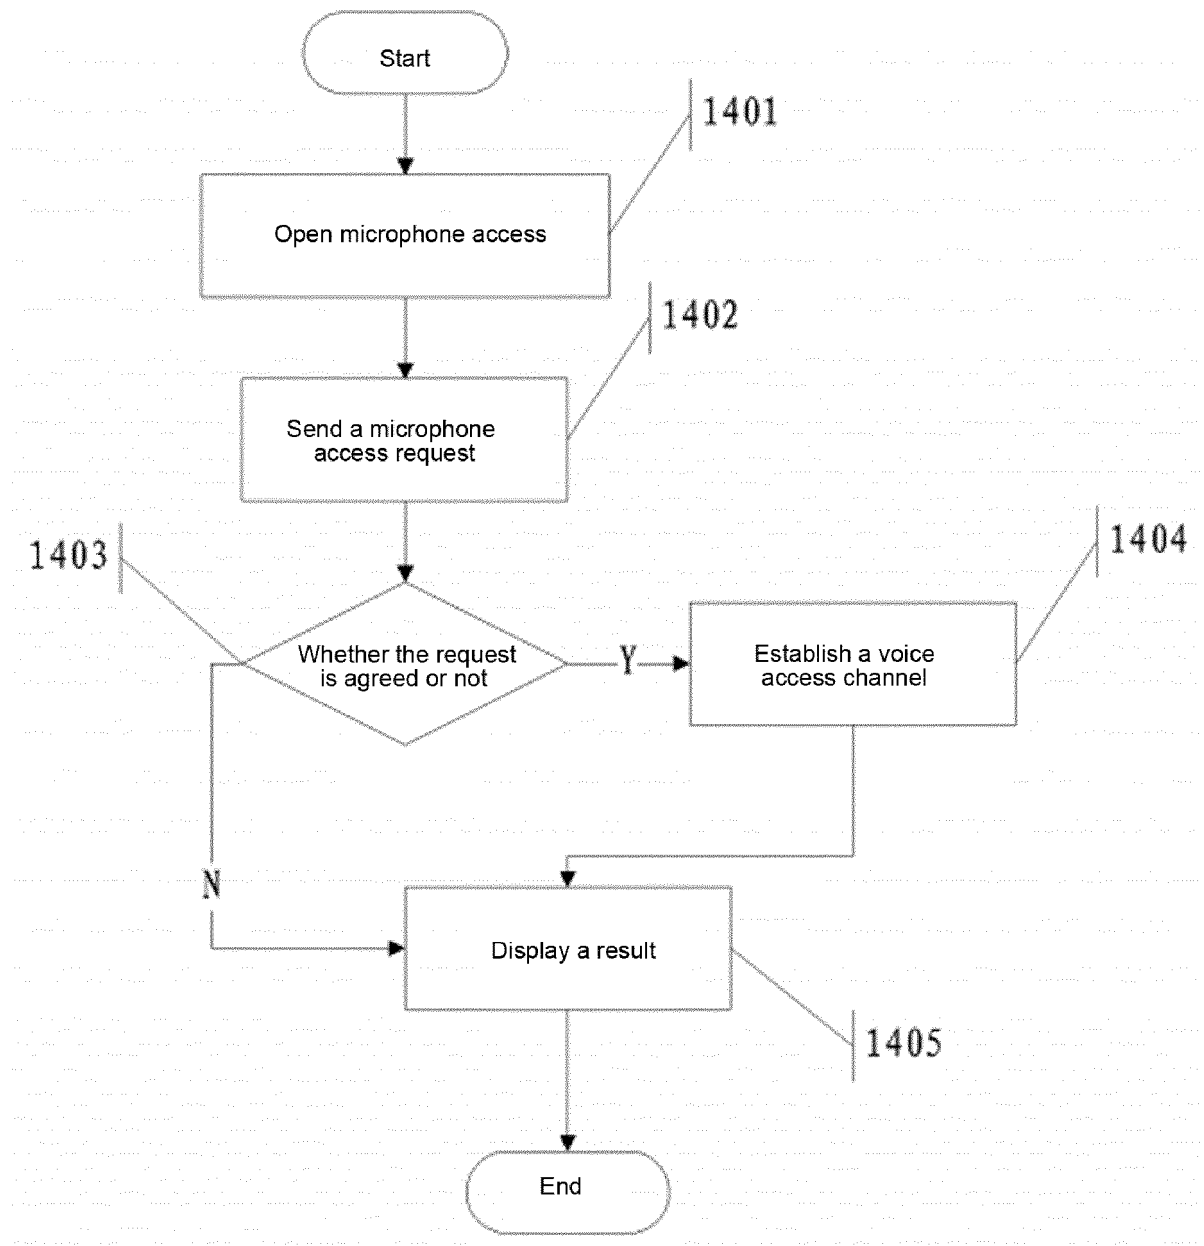 Start
1401
Open microphone access
1402
Send a microphone
access request
1403
1404
Whether the request
is agreed or not
Y
Establish a voice
access channel
N
Display a result
1405
End